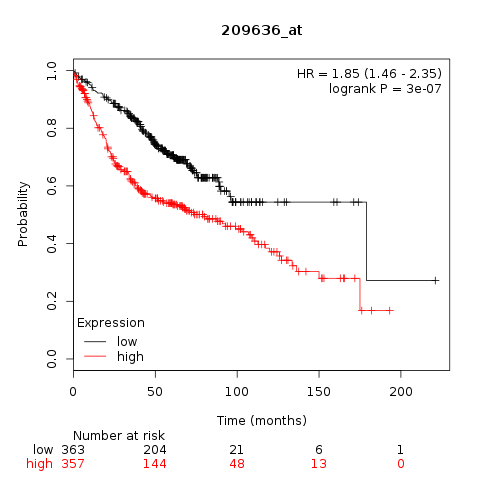 209636_at
HR = 1.85 (1.46 - 2.35)
logrank P = 3e-07
Probability
1.0
0.8
0.6
0.4
0.2
0.0
Expression
low
high
0 50 100 150 200
Time (months)
Number at risk
low 363 204 21 6 1
high 357 144 48 13 0